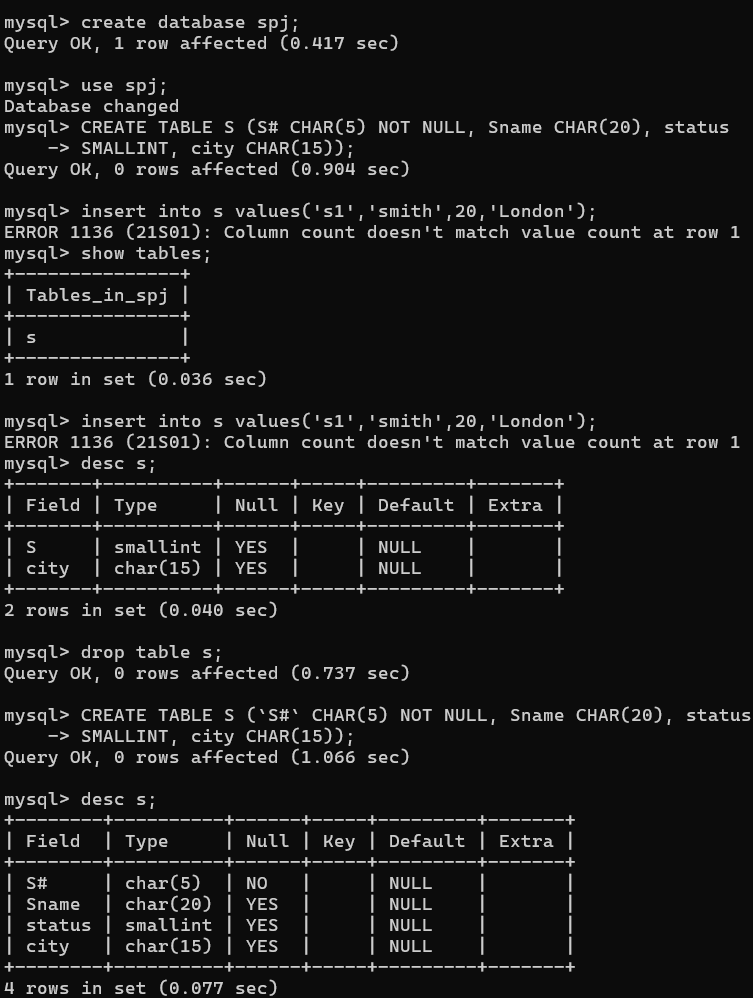 mysql> create database spj;
Query OK, 1 row affected (0.417 sec)

mysql> use spj;
Database changed
mysql> CREATE TABLE S (S# CHAR(5) NOT NULL, Sname CHAR(20), status
    -> SMALLINT, city CHAR(15));
Query OK, 0 rows affected (0.904 sec)

mysql> insert into s values('s1','smith',20,'London');
ERROR 1136 (21S01): Column count doesn't match value count at row 1
mysql> show tables;
+---------------+
| Tables_in_spj |
+---------------+
| s             |
+---------------+
1 row in set (0.036 sec)

mysql> insert into s values('s1','smith',20,'London');
ERROR 1136 (21S01): Column count doesn't match value count at row 1
mysql> desc s;
+-------+----------+------+-----+---------+-------+
| Field | Type     | Null | Key | Default | Extra |
+-------+----------+------+-----+---------+-------+
| S     | smallint | YES  |     | NULL    |       |
| city  | char(15) | YES  |     | NULL    |       |
+-------+----------+------+-----+---------+-------+
2 rows in set (0.040 sec)

mysql> drop table s;
Query OK, 0 rows affected (0.737 sec)

mysql> CREATE TABLE S (`S#` CHAR(5) NOT NULL, Sname CHAR(20), status
    -> SMALLINT, city CHAR(15));
Query OK, 0 rows affected (1.066 sec)

mysql> desc s;
+--------+----------+------+-----+---------+-------+
| Field  | Type     | Null | Key | Default | Extra |
+--------+----------+------+-----+---------+-------+
| S#     | char(5)  | NO   |     | NULL    |       |
| Sname  | char(20) | YES  |     | NULL    |       |
| status | smallint | YES  |     | NULL    |       |
| city   | char(15) | YES  |     | NULL    |       |
+--------+----------+------+-----+---------+-------+
4 rows in set (0.077 sec)